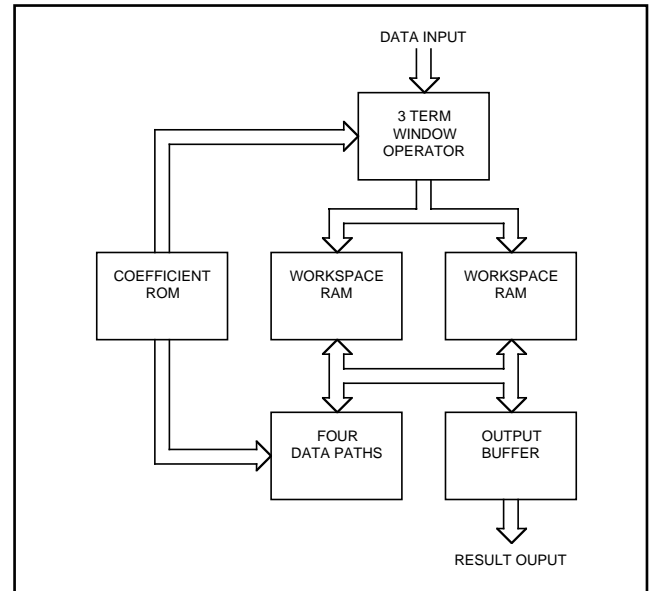 DATA INPUT
3 TERM
WINDOW
OPERATOR
COEFFICIENT
ROM
WORKSPACE
RAM
WORKSPACE
RAM
FOUR
DATA PATHS
OUTPUT
BUFFER
RESULT OUPUT